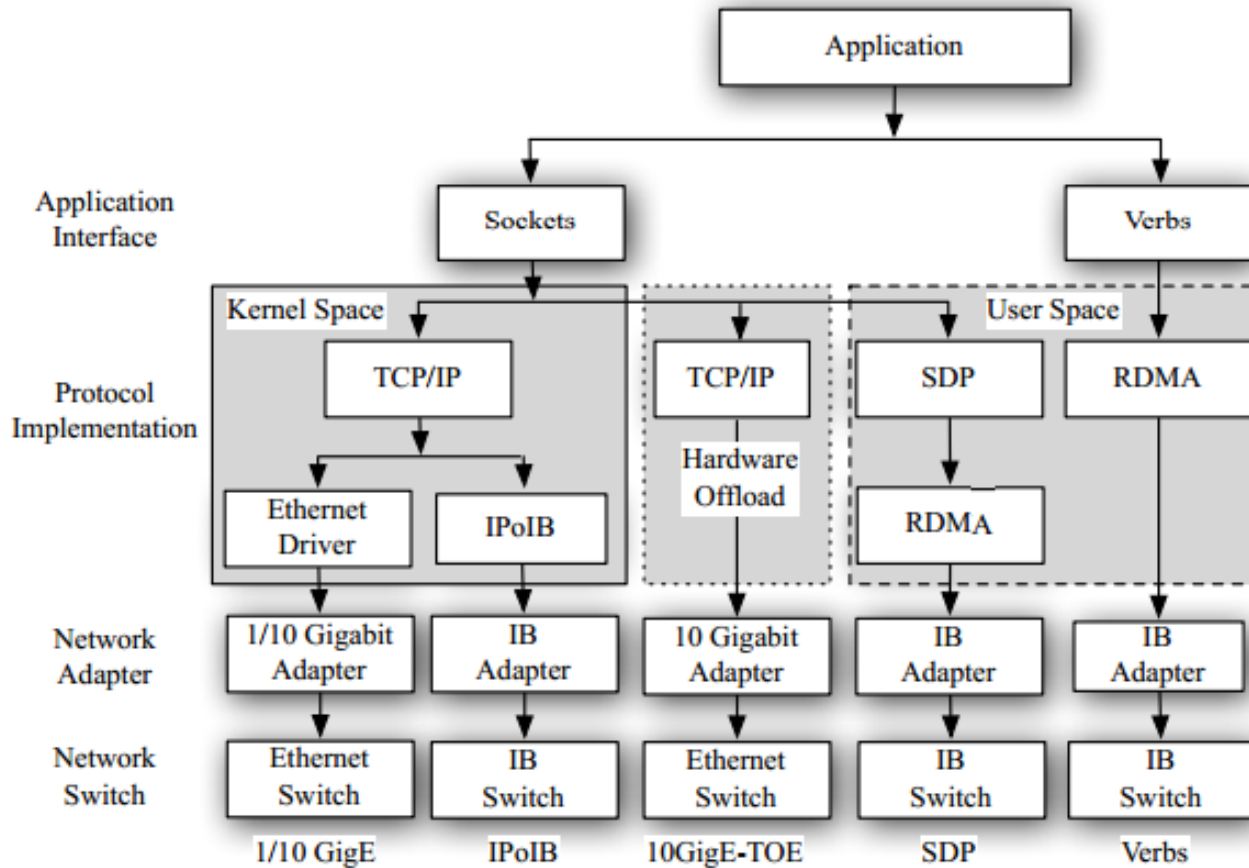 Application
Application
Interface
Sockets
Verbs
Kernel Space
User Space
Protocol
Implementation
TCP/IP
TCP/IP
SDP
RDMA
Hardware
Offload
Ethernet
Driver
IPoIB
RDMA
Network
Adapter
1/10 Gigabit
Adapter
IB
Adapter
10 Gigabit
Adapter
IB
Adapter
IB
Adapter
Network
Switch
Ethernet
Switch
IB
Switch
Ethernet
Switch
IB
Switch
IB
Switch
1/10 GigE
IPoIB
10GigE-TOE
SDP
Verbs